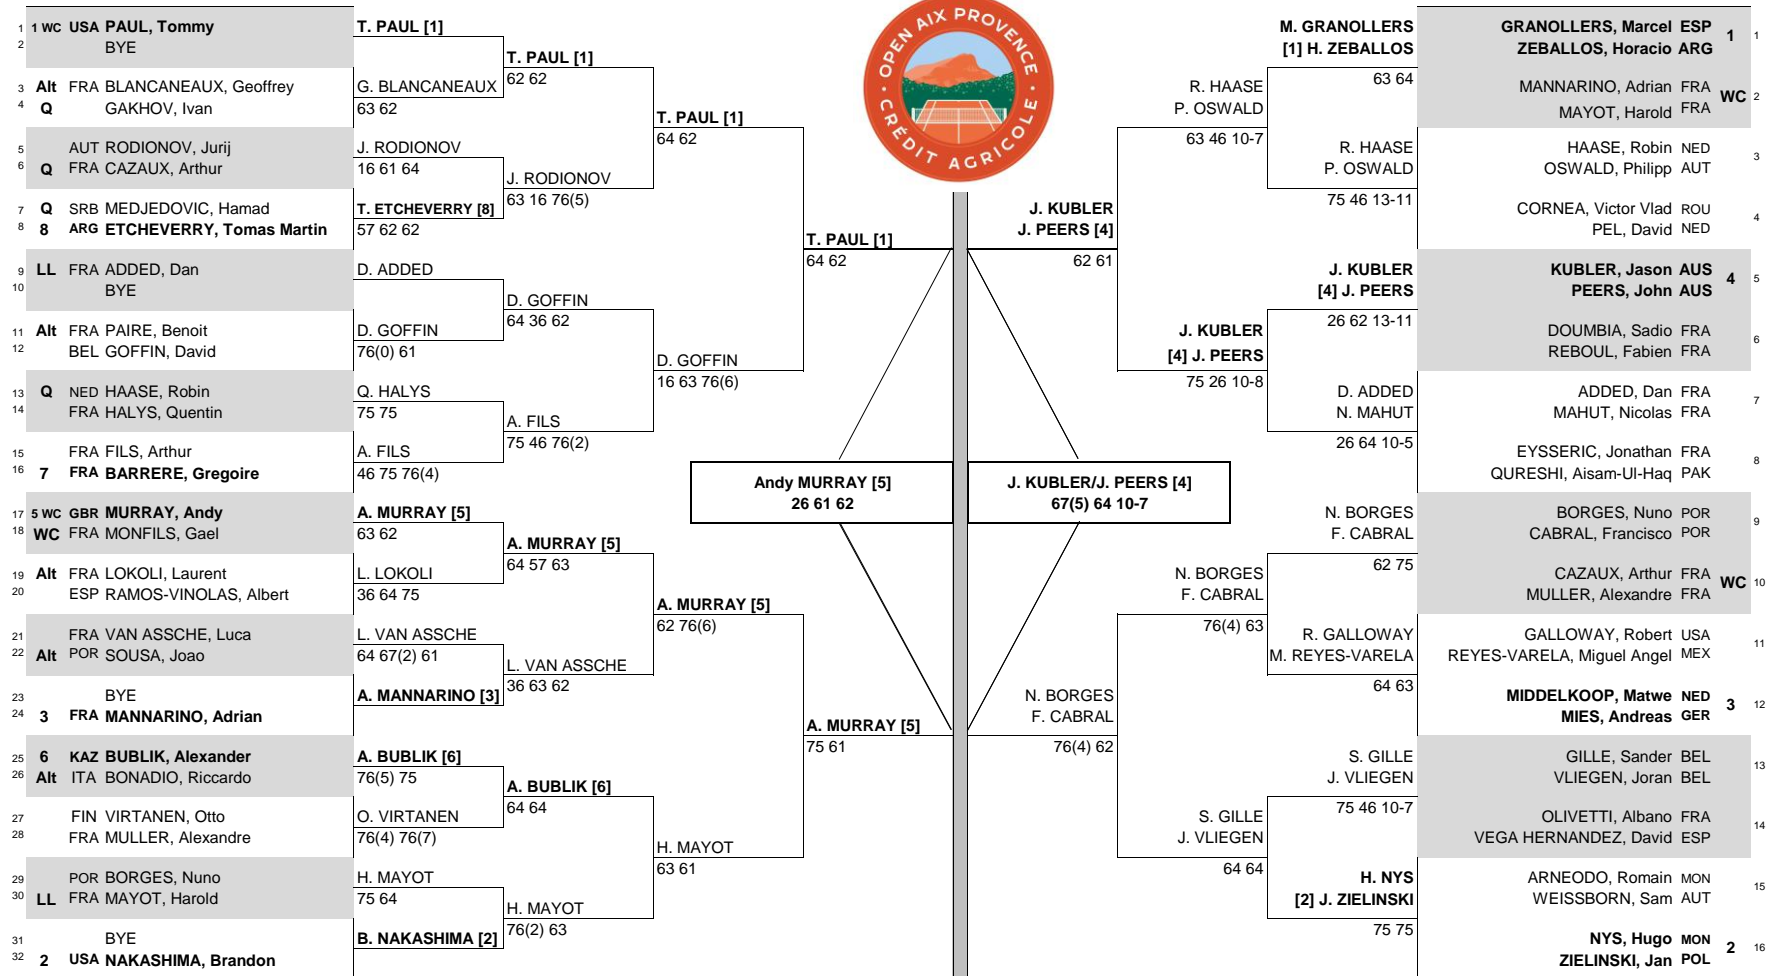 OPEN AIX PROVENCE
CRÉDIT AGRICOLE
1 1 WC USA PAUL, Tommy
2 BYE
3 Alt FRA BLANCANEAUX, Geoffrey
4 Q GAKHOV, Ivan
5 AUT RODIONOV, Jurij
6 Q FRA CAZAUX, Arthur
7 Q SRB MEDJEDOVIC, Hamad
8 8 ARG ETCHEVERRY, Tomas Martin
9 LL FRA ADDED, Dan
10 BYE
11 Alt FRA PAIRE, Benoit
12 BEL GOFFIN, David
13 Q NED HAASE, Robin
14 FRA HALYS, Quentin
15 FRA FILS, Arthur
16 7 FRA BARRERE, Gregoire
17 5 WC GBR MURRAY, Andy
18 WC FRA MONFILS, Gael
19 Alt FRA LOKOLI, Laurent
20 ESP RAMOS-VINOLAS, Albert
21 FRA VAN ASSCHE, Luca
22 Alt POR SOUSA, Joao
23 BYE
24 3 FRA MANNARINO, Adrian
25 6 KAZ BUBLIK, Alexander
26 Alt ITA BONADIO, Riccardo
27 FIN VIRTANEN, Otto
28 FRA MULLER, Alexandre
29 POR BORGES, Nuno
30 LL FRA MAYOT, Harold
31 BYE
32 2 USA NAKASHIMA, Brandon
T. PAUL [1]
G. BLANCANEAUX
63 62
J. RODIONOV
16 61 64
T. ETCHEVERRY [8]
57 62 62
D. ADDED
D. GOFFIN
76(0) 61
Q. HALYS
75 75
A. FILS
46 75 76(4)
A. MURRAY [5]
63 62
L. LOKOLI
36 64 75
L. VAN ASSCHE
64 67(2) 61
A. MANNARINO [3]
A. BUBLIK [6]
76(5) 75
O. VIRTANEN
76(4) 76(7)
H. MAYOT
75 64
B. NAKASHIMA [2]
T. PAUL [1]
62 62
J. RODIONOV
63 16 76(5)
D. GOFFIN
64 36 62
A. FILS
75 46 76(2)
A. MURRAY [5]
64 57 63
L. VAN ASSCHE
36 63 62
A. BUBLIK [6]
64 64
H. MAYOT
76(2) 63
T. PAUL [1]
64 62
D. GOFFIN
16 63 76(6)
A. MURRAY [5]
62 76(6)
H. MAYOT
63 61
T. PAUL [1]
64 62
A. MURRAY [5]
75 61
Andy MURRAY [5]
26 61 62
J. KUBLER/J. PEERS [4]
67(5) 64 10-7
J. KUBLER
J. PEERS [4]
62 61
N. BORGES
F. CABRAL
76(4) 62
R. HAASE
P. OSWALD
63 46 10-7
J. KUBLER
[4] J. PEERS
75 26 10-8
N. BORGES
F. CABRAL
76(4) 63
S. GILLE
J. VLIEGEN
64 64
M. GRANOLLERS
[1] H. ZEBALLOS
63 64
R. HAASE
P. OSWALD
75 46 13-11
J. KUBLER
[4] J. PEERS
26 62 13-11
D. ADDED
N. MAHUT
26 64 10-5
N. BORGES
F. CABRAL
62 75
R. GALLOWAY
M. REYES-VARELA
64 63
S. GILLE
J. VLIEGEN
75 46 10-7
H. NYS
[2] J. ZIELINSKI
75 75
GRANOLLERS, Marcel ESP
ZEBALLOS, Horacio ARG 1 1
MANNARINO, Adrian FRA
MAYOT, Harold FRA WC 2
HAASE, Robin NED
OSWALD, Philipp AUT 3
CORNEA, Victor Vlad ROU
PEL, David NED 4
KUBLER, Jason AUS
PEERS, John AUS 4 5
DOUMBIA, Sadio FRA
REBOUL, Fabien FRA 6
ADDED, Dan FRA
MAHUT, Nicolas FRA 7
EYSSERIC, Jonathan FRA
QURESHI, Aisam-Ul-Haq PAK 8
BORGES, Nuno POR
CABRAL, Francisco POR 9
CAZAUX, Arthur FRA
MULLER, Alexandre FRA WC 10
GALLOWAY, Robert USA
REYES-VARELA, Miguel Angel MEX 11
MIDDELKOOP, Matwe NED
MIES, Andreas GER 3 12
GILLE, Sander BEL
VLIEGEN, Joran BEL 13
OLIVETTI, Albano FRA
VEGA HERNANDEZ, David ESP 14
ARNEODO, Romain MON
WEISSBORN, Sam AUT 15
NYS, Hugo MON
ZIELINSKI, Jan POL 2 16